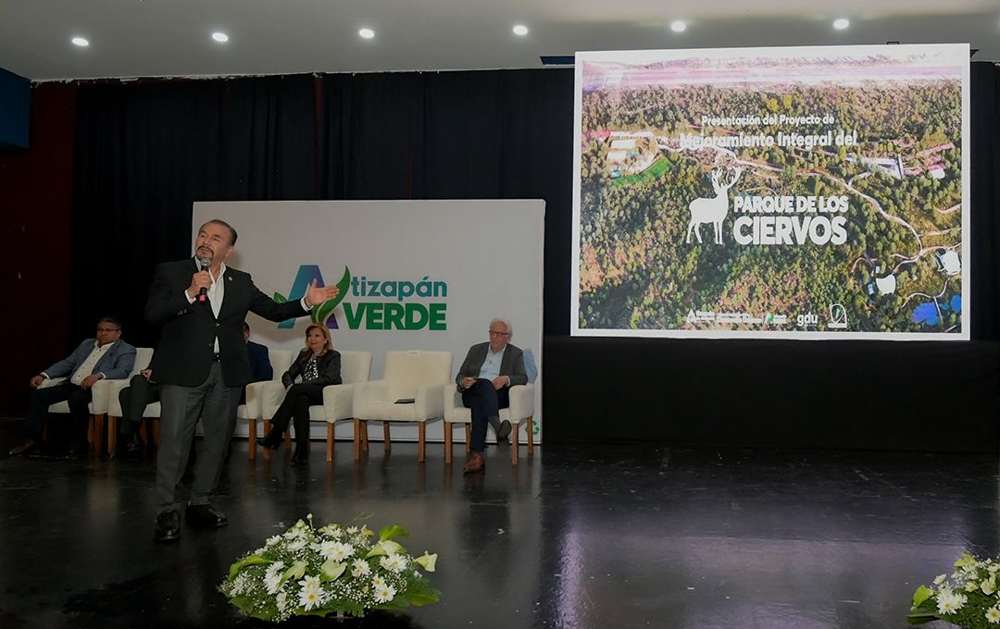 Atizapán
VERDE
Presentación del Proyecto de
Mejoramiento Integral del
PARQUE DE LOS
CIERVOS
gdu